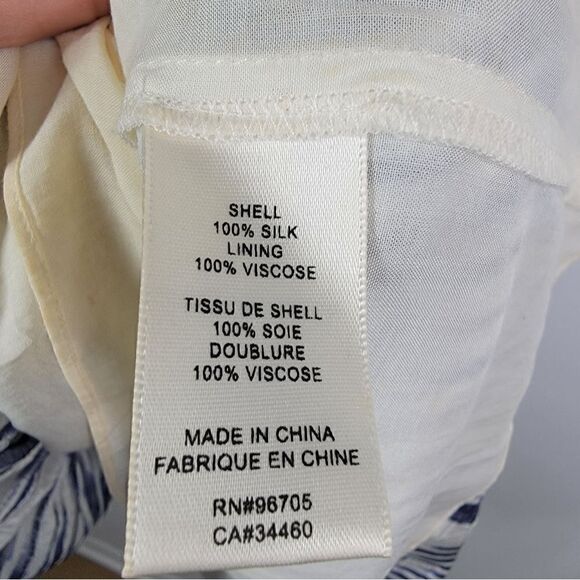 SHELL
100% SILK
LINING
100% VISCOSE
TISSU DE SHELL
100% SOIE
DOUBLURE
100% VISCOSE
MADE IN CHINA
FABRIQUE EN CHINE
RN#96705
CA#34460